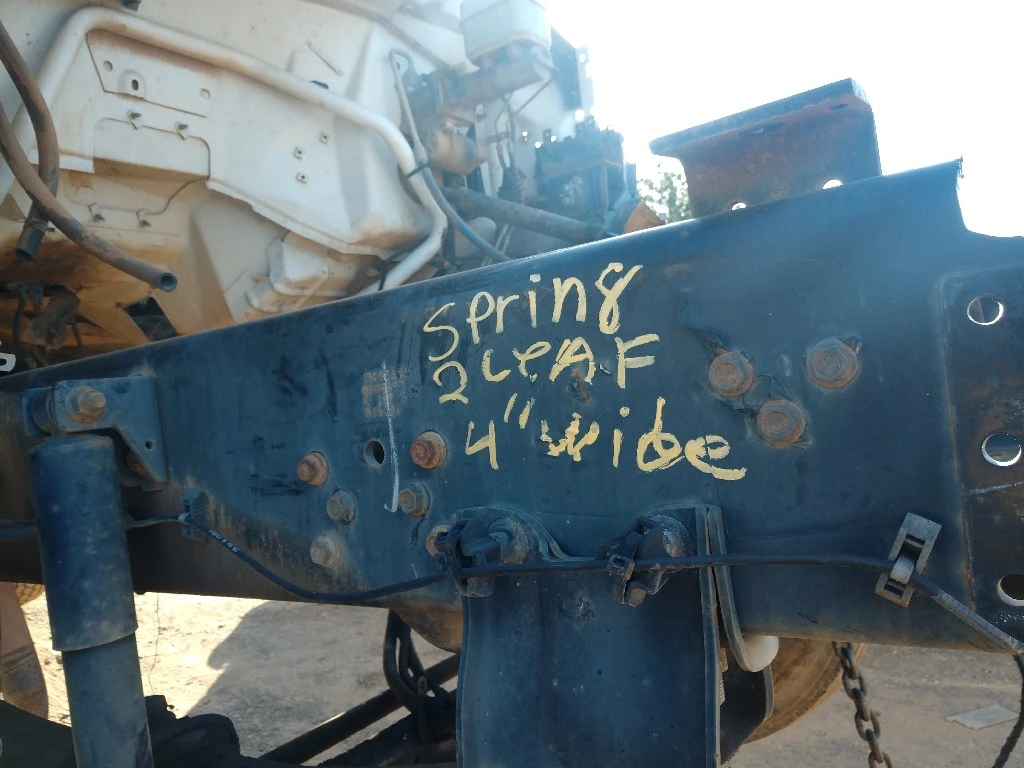 Spring
2 LeAF
4" wide